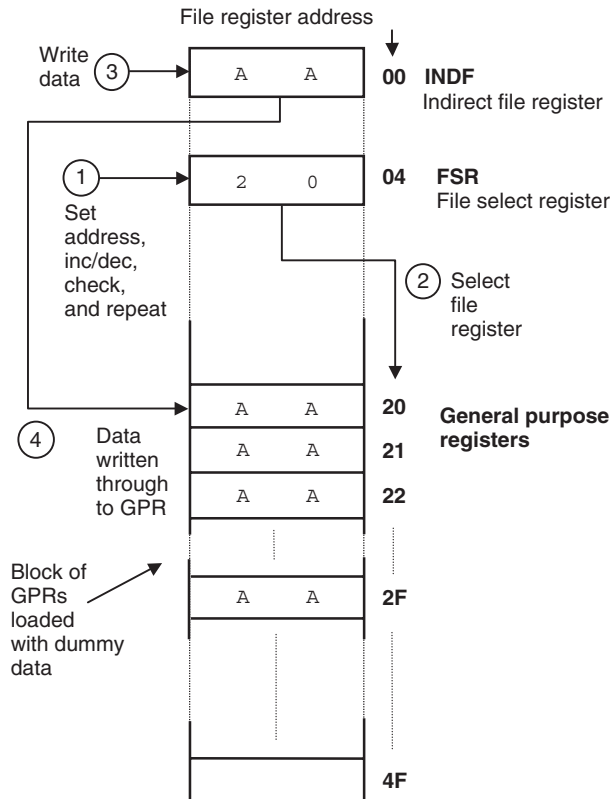 File register address
Write
data
3
A A
00 INDF
Indirect file register
1
2 0
04 FSR
File select register
Set
address,
inc/dec,
check,
and repeat
2
Select
file
register
A A
20
General purpose
registers
4
Data
written
through
to GPR
A A
21
A A
22
Block of
GPRs
loaded
with dummy
data
A A
2F
4F